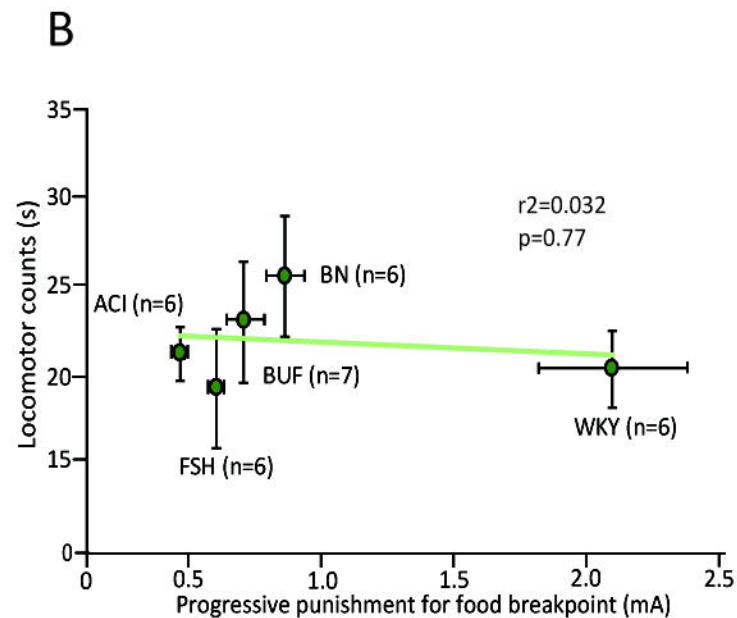 B
35
30
25
20
15
0
Locomotor counts (s)
r2=0.032
p=0.77
ACI (n=6)
BN (n=6)
BUF (n=7)
FSH (n=6)
WKY (n=6)
0 0.5 1.0 1.5 2.0 2.5
Progressive punishment for food breakpoint (mA)